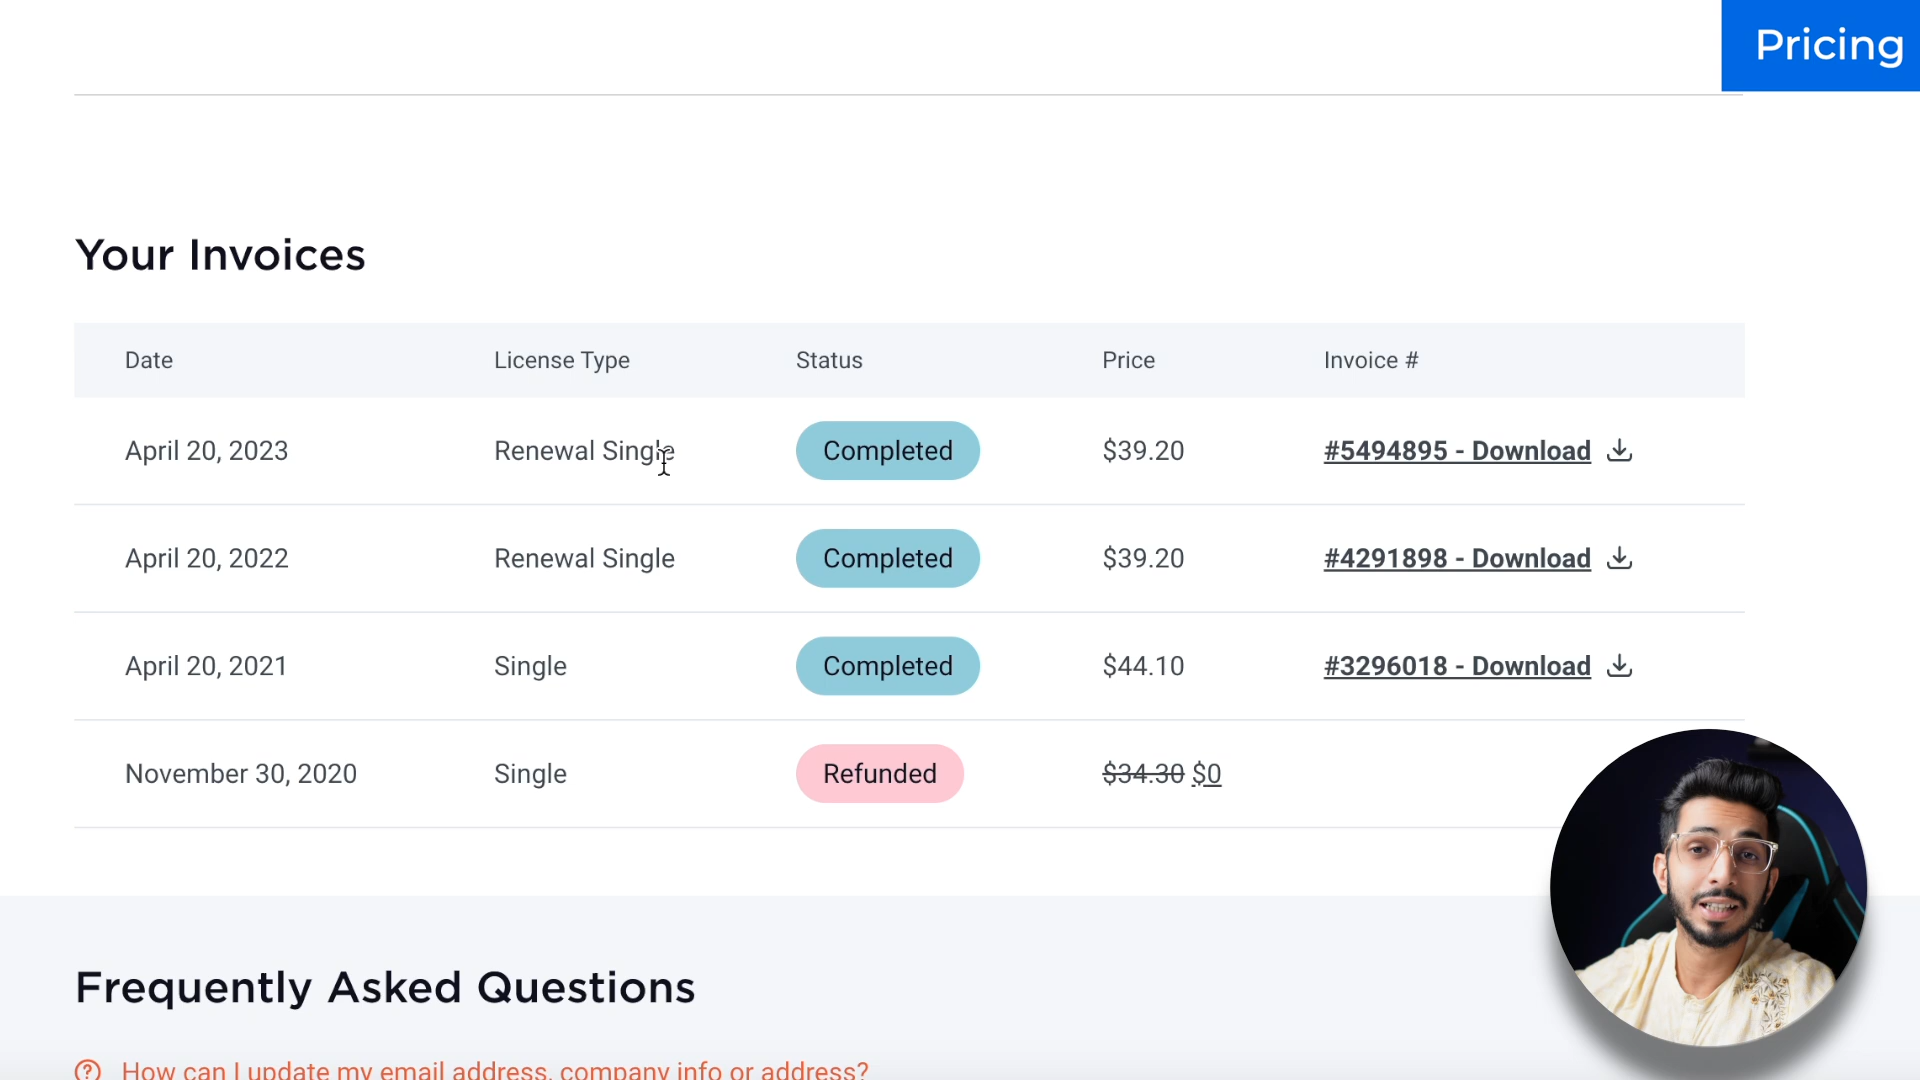 Pricing
Your Invoices
Date License Type Status Price Invoice #
April 20, 2023 Renewal Single Completed $39.20 #5494895 - Download
April 20, 2022 Renewal Single Completed $39.20 #4291898 - Download
April 20, 2021 Single Completed $44.10 #3296018 - Download
November 30, 2020 Single Refunded $34.30 $0
Frequently Asked Questions
How can I update my email address, company info or address?